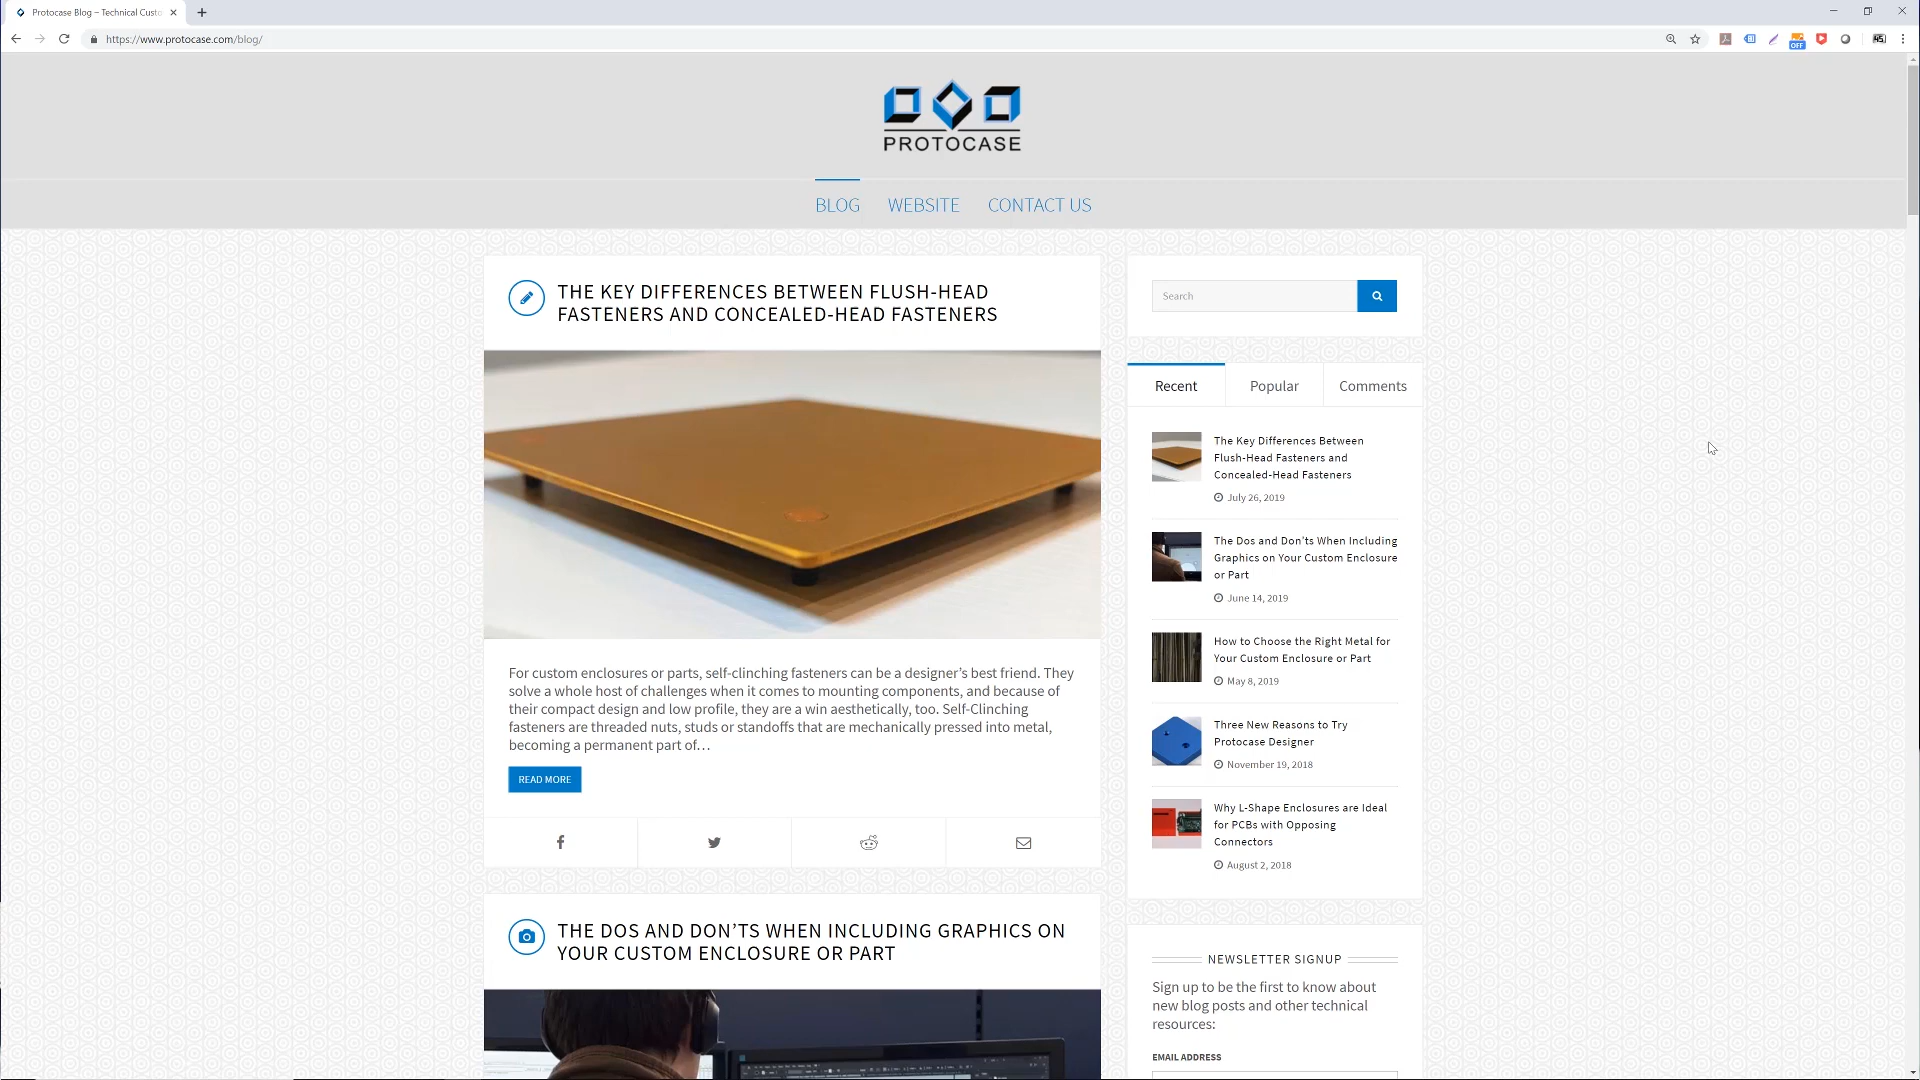 Protocase Blog – Technical Custo
https://www.protocase.com/blog/
OFF
PROTOCASE
BLOG WEBSITE CONTACT US
THE KEY DIFFERENCES BETWEEN FLUSH-HEAD
FASTENERS AND CONCEALED-HEAD FASTENERS
For custom enclosures or parts, self-clinching fasteners can be a designer’s best friend. They
solve a whole host of challenges when it comes to mounting components, and because of
their compact design and low profile, they are a win aesthetically, too. Self-Clinching
fasteners are threaded nuts, studs or standoffs that are mechanically pressed into metal,
becoming a permanent part of…
READ MORE
THE DOS AND DON’TS WHEN INCLUDING GRAPHICS ON
YOUR CUSTOM ENCLOSURE OR PART
Search
Recent Popular Comments
The Key Differences Between
Flush-Head Fasteners and
Concealed-Head Fasteners
July 26, 2019
The Dos and Don’ts When Including
Graphics on Your Custom Enclosure
or Part
June 14, 2019
How to Choose the Right Metal for
Your Custom Enclosure or Part
May 8, 2019
Three New Reasons to Try
Protocase Designer
November 19, 2018
Why L-Shape Enclosures are Ideal
for PCBs with Opposing
Connectors
August 2, 2018
NEWSLETTER SIGNUP
Sign up to be the first to know about
new blog posts and other technical
resources:
EMAIL ADDRESS